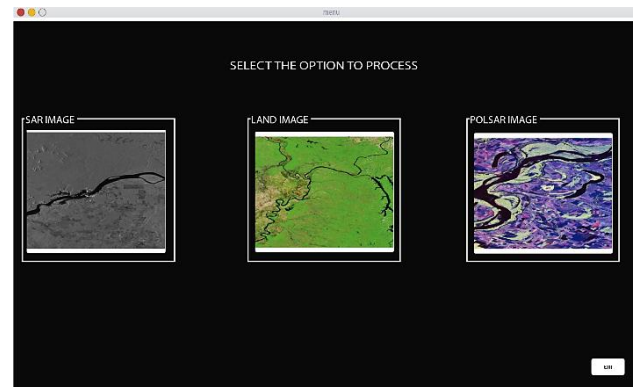 menu
SELECT THE OPTION TO PROCESS
SAR IMAGE
LAND IMAGE
POLSAR IMAGE